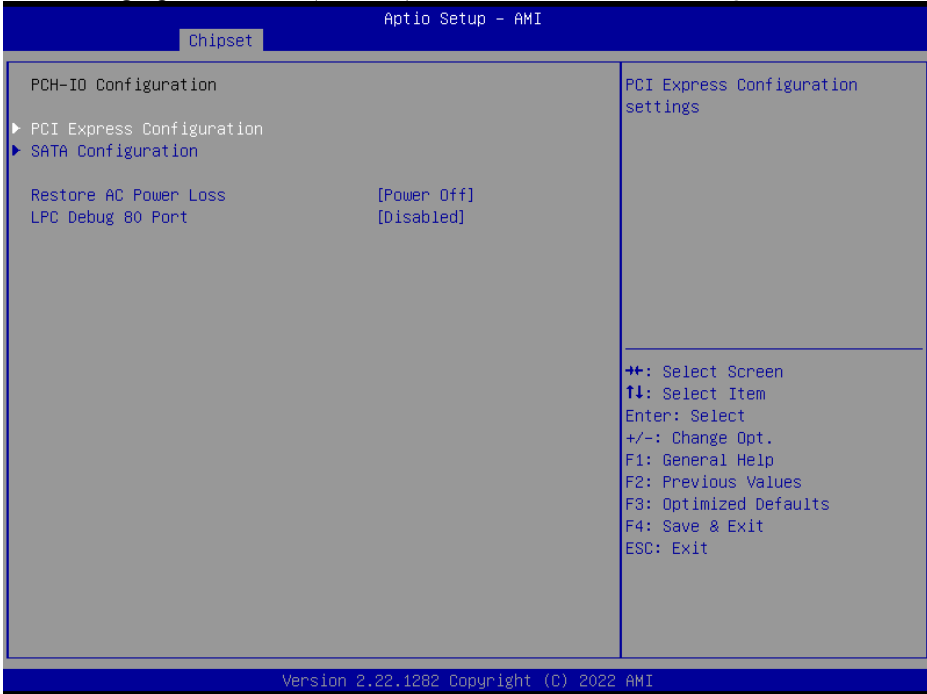 Aptio Setup – AMI
Chipset
PCH-IO Configuration
PCI Express Configuration
SATA Configuration
Restore AC Power Loss [Power Off]
LPC Debug 80 Port [Disabled]
PCI Express Configuration
settings
→←: Select Screen
↑↓: Select Item
Enter: Select
+/-: Change Opt.
F1: General Help
F2: Previous Values
F3: Optimized Defaults
F4: Save & Exit
ESC: Exit
Version 2.22.1282 Copyright (C) 2022 AMI